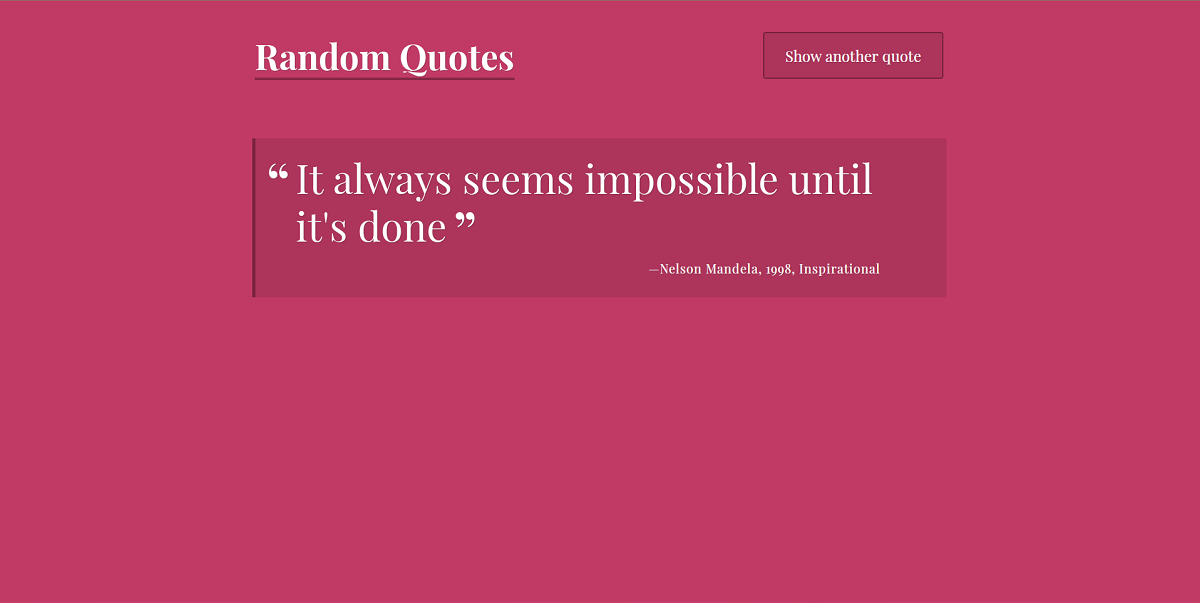 Random Quotes
Show another quote
“ It always seems impossible until
it's done ”
—Nelson Mandela, 1998, Inspirational